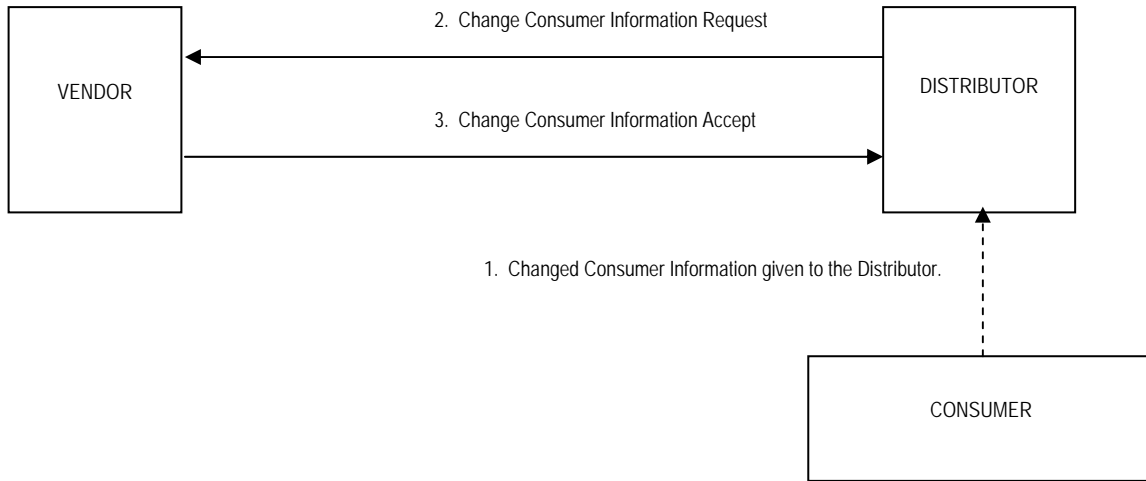 2. Change Consumer Information Request
VENDOR
DISTRIBUTOR
3. Change Consumer Information Accept
1. Changed Consumer Information given to the Distributor.
CONSUMER